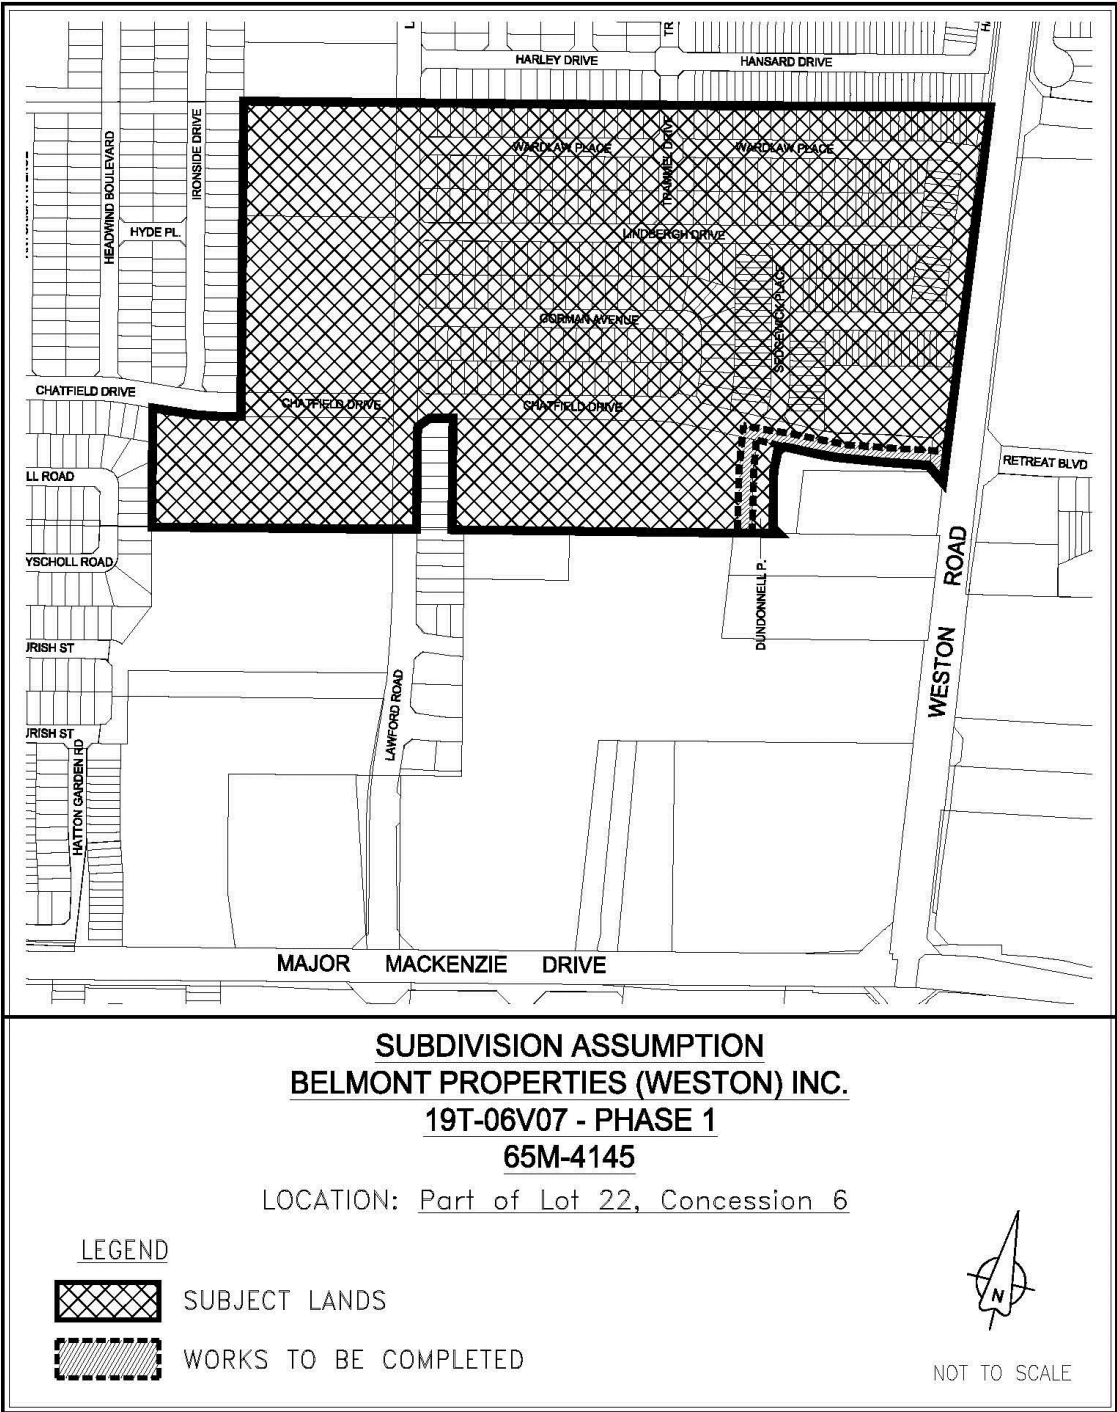 L
TR
HARLEY DRIVE
HANSARD DRIVE
WARDLAW PLACE
WARDLAW PLACE
TRAMMEL DRIVE
HEADWIND BOULEVARD
IRONSIDE DRIVE
HYDE PL.
LINDBERGH DRIVE
GORMAN AVENUE
SEDGEWICK PLACE
CHATFIELD DRIVE
CHATFIELD DRIVE
CHATFIELD DRIVE
LL ROAD
RETREAT BLVD
YSCHOLL ROAD
DUNDONNELL P.
WESTON ROAD
URISH ST
LAWFORD ROAD
URISH ST
HATTON GARDEN RD
MAJOR MACKENZIE DRIVE
SUBDIVISION ASSUMPTION
BELMONT PROPERTIES (WESTON) INC.
19T-06V07 - PHASE 1
65M-4145
LOCATION: Part of Lot 22, Concession 6
LEGEND
SUBJECT LANDS
WORKS TO BE COMPLETED
N
NOT TO SCALE